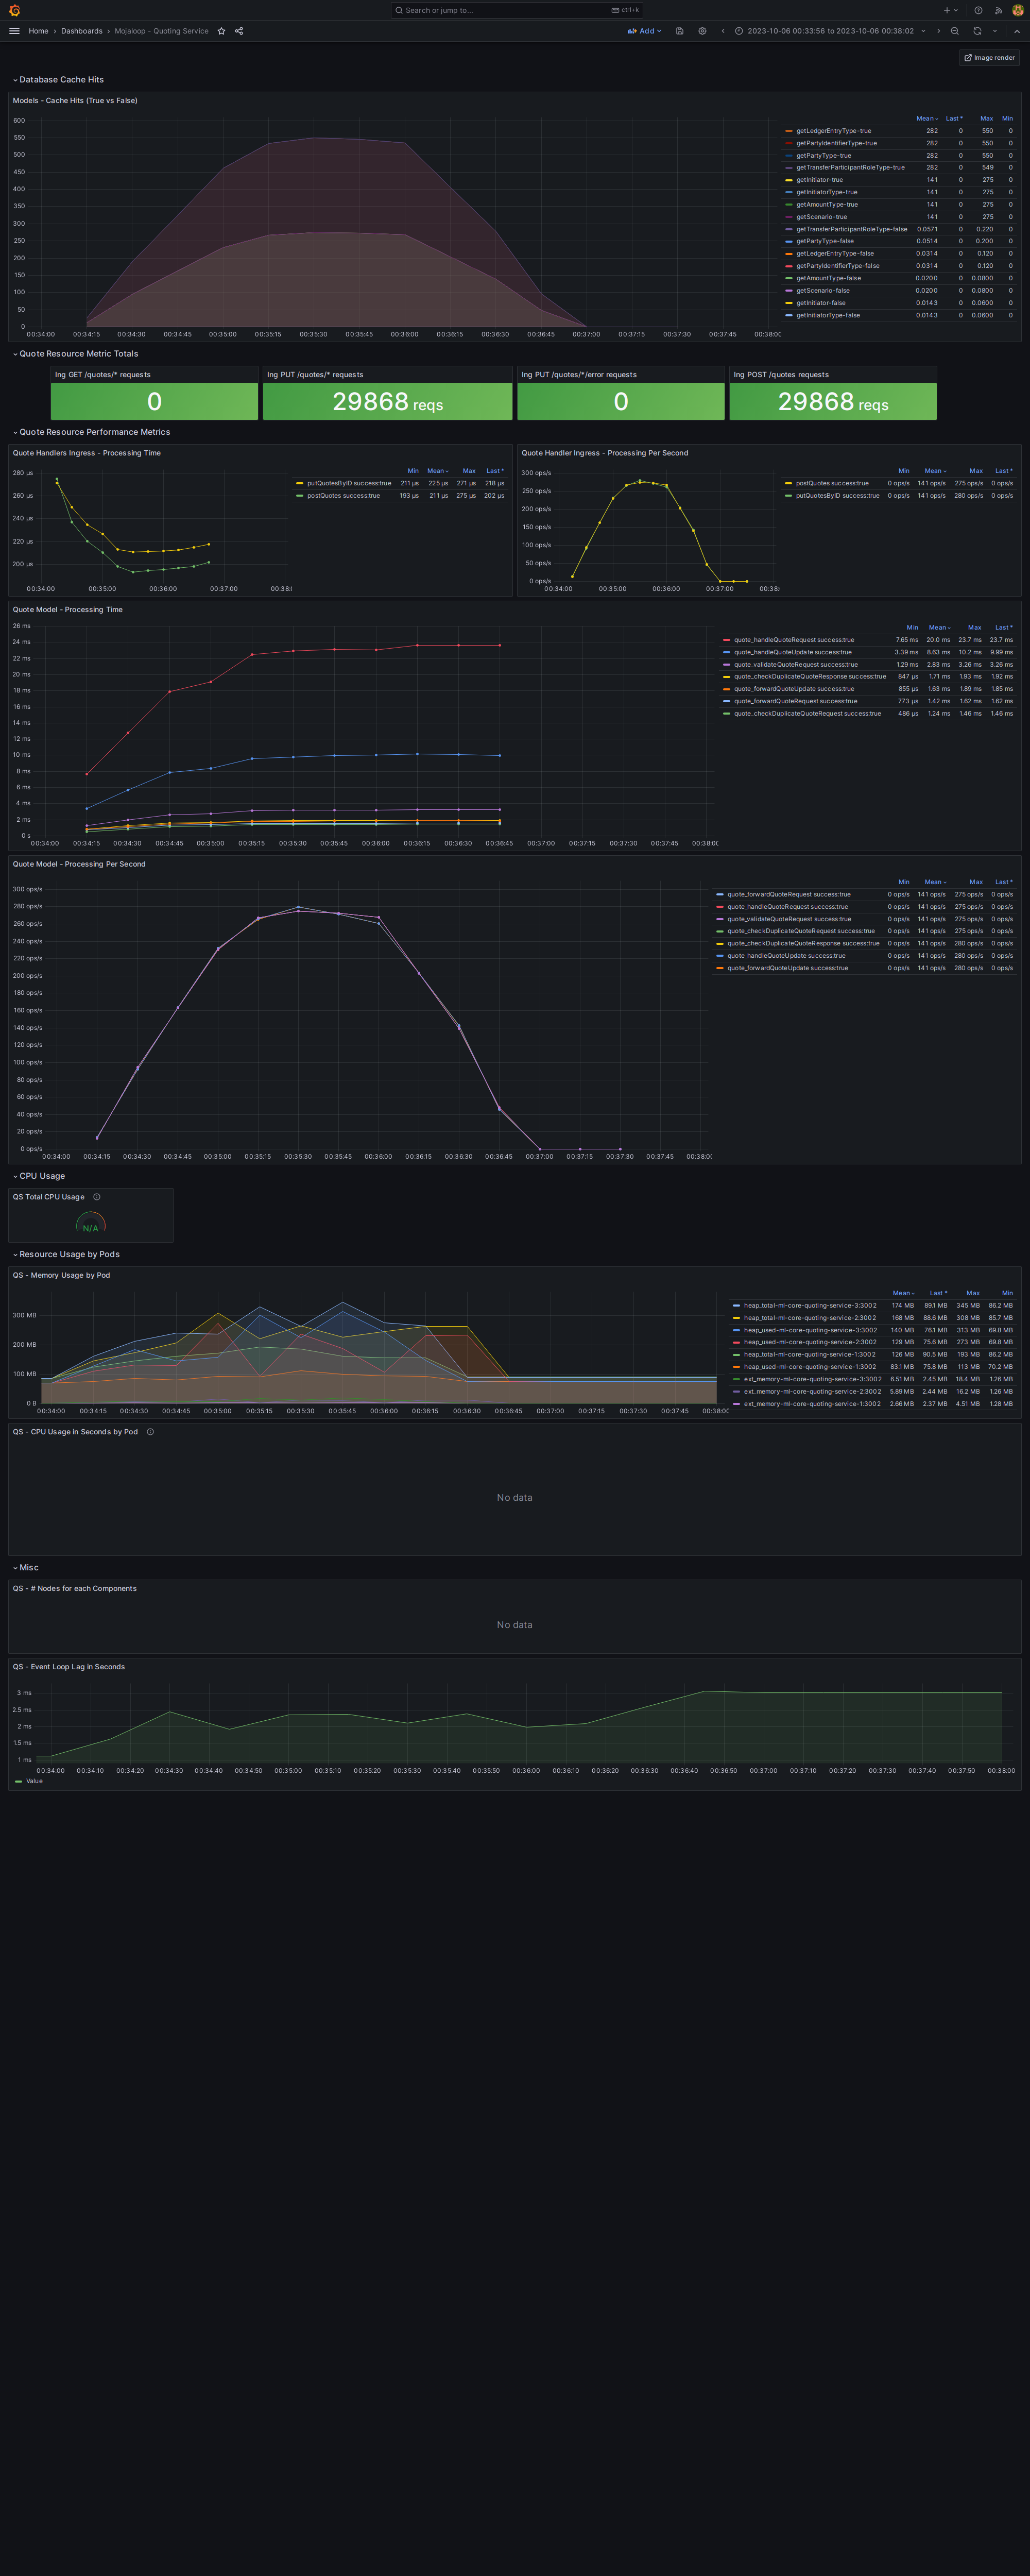 Search or jump to...
ctrl+k
Home > Dashboards > Mojaloop - Quoting Service
Add
2023-10-06 00:33:56 to 2023-10-06 00:38:02
Image render
Database Cache Hits
Models - Cache Hits (True vs False)
600
550
500
450
400
350
300
250
200
150
100
50
0
00:34:00 00:34:15 00:34:30 00:34:45 00:35:00 00:35:15 00:35:30 00:35:45 00:36:00 00:36:15 00:36:30 00:36:45 00:37:00 00:37:15 00:37:30 00:37:45 00:38:00
Mean Last * Max Min
getLedgerEntryType-true 282 0 550 0
getPartyIdentifierType-true 282 0 550 0
getPartyType-true 282 0 550 0
getTransferParticipantRoleType-true 282 0 549 0
getInitiator-true 141 0 275 0
getInitiatorType-true 141 0 275 0
getAmountType-true 141 0 275 0
getScenario-true 141 0 275 0
getTransferParticipantRoleType-false 0.0571 0 0.220 0
getPartyType-false 0.0514 0 0.200 0
getLedgerEntryType-false 0.0314 0 0.120 0
getPartyIdentifierType-false 0.0314 0 0.120 0
getAmountType-false 0.0200 0 0.0800 0
getScenario-false 0.0200 0 0.0800 0
getInitiator-false 0.0143 0 0.0600 0
getInitiatorType-false 0.0143 0 0.0600 0
Quote Resource Metric Totals
Ing GET /quotes/* requests
0
Ing PUT /quotes/* requests
29868 reqs
Ing PUT /quotes/*/error requests
0
Ing POST /quotes requests
29868 reqs
Quote Resource Performance Metrics
Quote Handlers Ingress - Processing Time
280 µs
260 µs
240 µs
220 µs
200 µs
00:34:00 00:35:00 00:36:00 00:37:00
Min Mean Max Last *
putQuotesByID success:true 211 µs 225 µs 271 µs 218 µs
postQuotes success:true 193 µs 211 µs 275 µs 202 µs
Quote Handler Ingress - Processing Per Second
300 ops/s
250 ops/s
200 ops/s
150 ops/s
100 ops/s
50 ops/s
0 ops/s
00:34:00 00:35:00 00:36:00 00:37:00
Min Mean Max Last *
postQuotes success:true 0 ops/s 141 ops/s 275 ops/s 0 ops/s
putQuotesByID success:true 0 ops/s 141 ops/s 280 ops/s 0 ops/s
Quote Model - Processing Time
26 ms
24 ms
22 ms
20 ms
18 ms
16 ms
14 ms
12 ms
10 ms
8 ms
6 ms
4 ms
2 ms
0 s
00:34:00 00:34:15 00:34:30 00:34:45 00:35:00 00:35:15 00:35:30 00:35:45 00:36:00 00:36:15 00:36:30 00:36:45 00:37:00 00:37:15 00:37:30 00:37:45 00:38:00
Min Mean Max Last *
quote_handleQuoteRequest success:true 7.65 ms 20.0 ms 23.7 ms 23.7 ms
quote_handleQuoteUpdate success:true 3.39 ms 8.63 ms 10.2 ms 9.99 ms
quote_validateQuoteRequest success:true 1.29 ms 2.83 ms 3.26 ms 3.26 ms
quote_checkDuplicateQuoteResponse success:true 847 µs 1.71 ms 1.93 ms 1.92 ms
quote_forwardQuoteUpdate success:true 855 µs 1.63 ms 1.89 ms 1.85 ms
quote_forwardQuoteRequest success:true 773 µs 1.42 ms 1.62 ms 1.62 ms
quote_checkDuplicateQuoteRequest success:true 486 µs 1.24 ms 1.46 ms 1.46 ms
Quote Model - Processing Per Second
300 ops/s
280 ops/s
260 ops/s
240 ops/s
220 ops/s
200 ops/s
180 ops/s
160 ops/s
140 ops/s
120 ops/s
100 ops/s
80 ops/s
60 ops/s
40 ops/s
20 ops/s
0 ops/s
00:34:00 00:34:15 00:34:30 00:34:45 00:35:00 00:35:15 00:35:30 00:35:45 00:36:00 00:36:15 00:36:30 00:36:45 00:37:00 00:37:15 00:37:30 00:37:45 00:38:00
Min Mean Max Last *
quote_forwardQuoteRequest success:true 0 ops/s 141 ops/s 275 ops/s 0 ops/s
quote_handleQuoteRequest success:true 0 ops/s 141 ops/s 275 ops/s 0 ops/s
quote_validateQuoteRequest success:true 0 ops/s 141 ops/s 275 ops/s 0 ops/s
quote_checkDuplicateQuoteRequest success:true 0 ops/s 141 ops/s 275 ops/s 0 ops/s
quote_checkDuplicateQuoteResponse success:true 0 ops/s 141 ops/s 280 ops/s 0 ops/s
quote_handleQuoteUpdate success:true 0 ops/s 141 ops/s 280 ops/s 0 ops/s
quote_forwardQuoteUpdate success:true 0 ops/s 141 ops/s 280 ops/s 0 ops/s
CPU Usage
QS Total CPU Usage
N/A
Resource Usage by Pods
QS - Memory Usage by Pod
300 MB
200 MB
100 MB
0 B
00:34:00 00:34:15 00:34:30 00:34:45 00:35:00 00:35:15 00:35:30 00:35:45 00:36:00 00:36:15 00:36:30 00:36:45 00:37:00 00:37:15 00:37:30 00:37:45 00:38:00
Mean Last * Max Min
heap_total-ml-core-quoting-service-3:3002 174 MB 89.1 MB 345 MB 86.2 MB
heap_total-ml-core-quoting-service-2:3002 168 MB 88.6 MB 308 MB 85.7 MB
heap_used-ml-core-quoting-service-3:3002 140 MB 76.1 MB 313 MB 69.8 MB
heap_used-ml-core-quoting-service-2:3002 129 MB 75.6 MB 273 MB 69.8 MB
heap_total-ml-core-quoting-service-1:3002 126 MB 90.5 MB 193 MB 86.2 MB
heap_used-ml-core-quoting-service-1:3002 83.1 MB 75.8 MB 113 MB 70.2 MB
ext_memory-ml-core-quoting-service-3:3002 6.51 MB 2.45 MB 18.4 MB 1.26 MB
ext_memory-ml-core-quoting-service-2:3002 5.89 MB 2.44 MB 16.2 MB 1.26 MB
ext_memory-ml-core-quoting-service-1:3002 2.66 MB 2.37 MB 4.51 MB 1.28 MB
QS - CPU Usage in Seconds by Pod
No data
Misc
QS - # Nodes for each Components
No data
QS - Event Loop Lag in Seconds
3 ms
2.5 ms
2 ms
1.5 ms
1 ms
00:34:00 00:34:10 00:34:20 00:34:30 00:34:40 00:34:50 00:35:00 00:35:10 00:35:20 00:35:30 00:35:40 00:35:50 00:36:00 00:36:10 00:36:20 00:36:30 00:36:40 00:36:50 00:37:00 00:37:10 00:37:20 00:37:30 00:37:40 00:37:50 00:38:00
Value